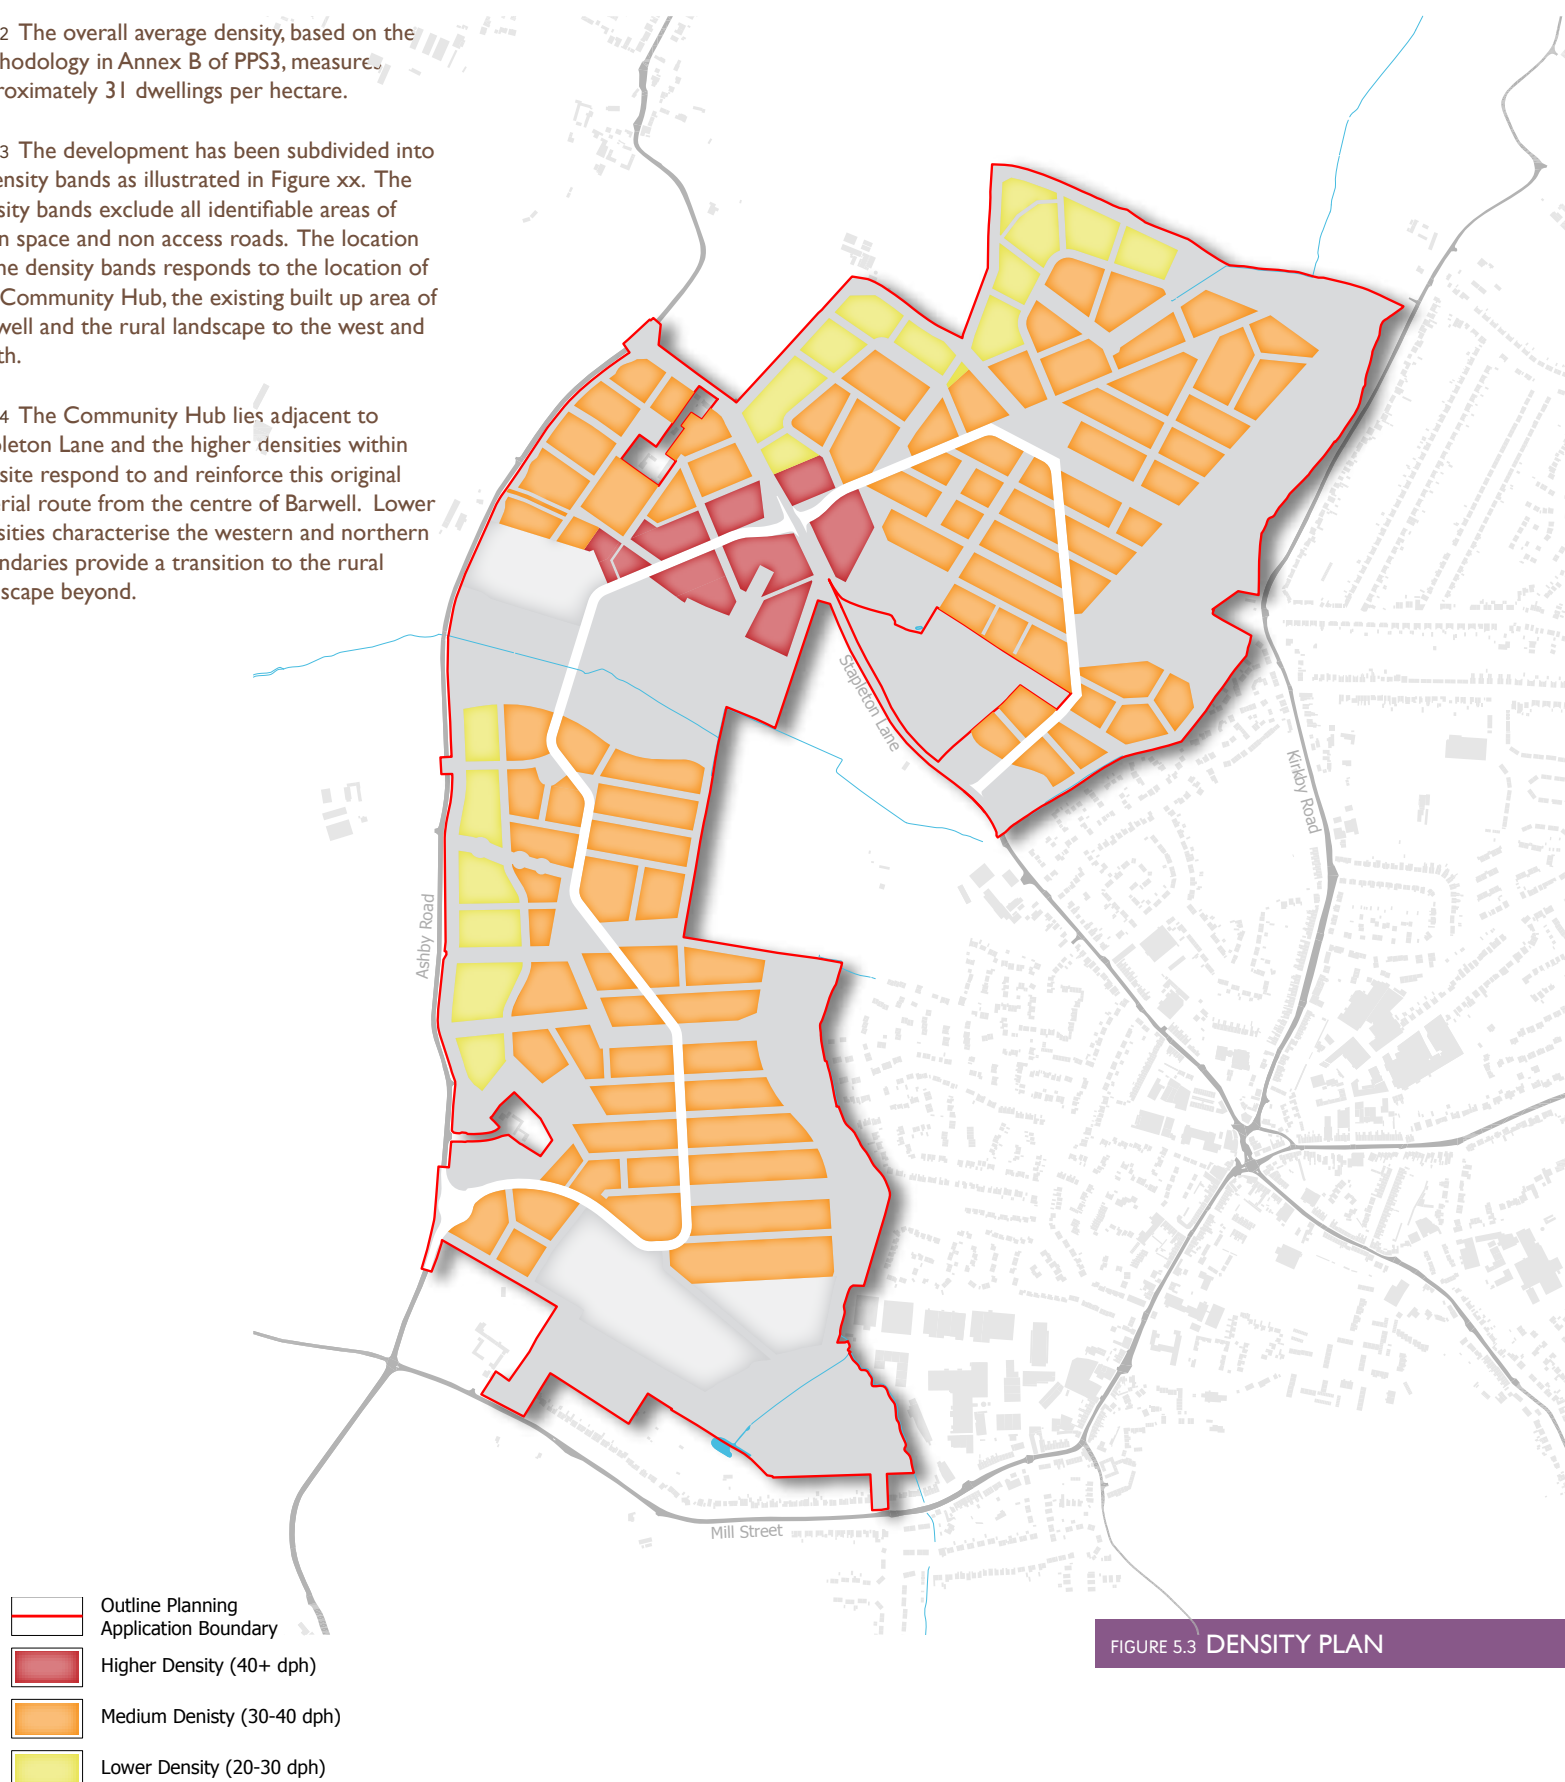 2 The overall average density, based on the
hodology in Annex B of PPS3, measures
roximately 31 dwellings per hectare.
3 The development has been subdivided into
ensity bands as illustrated in Figure xx. The
sity bands exclude all identifiable areas of
n space and non access roads. The location
he density bands responds to the location of
Community Hub, the existing built up area of
well and the rural landscape to the west and
th.
4 The Community Hub lies adjacent to
pleton Lane and the higher densities within
site respond to and reinforce this original
erial route from the centre of Barwell. Lower
sities characterise the western and northern
ndaries provide a transition to the rural
scape beyond.
Stapleton Lane
Kirkby Road
Ashby Road
Mill Street
Outline Planning
Application Boundary
Higher Density (40+ dph)
Medium Denisty (30-40 dph)
Lower Density (20-30 dph)
FIGURE 5.3 DENSITY PLAN